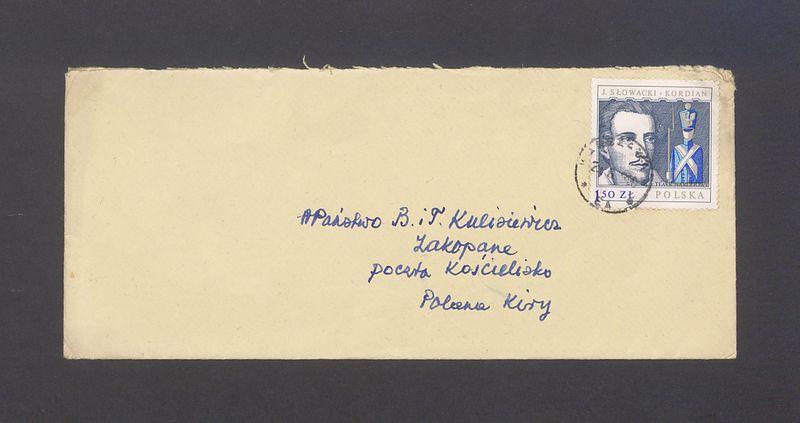 J. SŁOWACKI • KORDIAN
1,50 ZŁ POLSKA
Państwo B. i T. Kulisiewicz
Zakopane
poczta Kościelisko
Polana Kiry